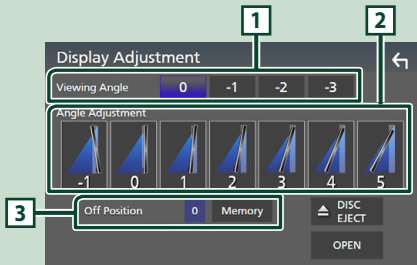 1
2
Display Adjustment
Viewing Angle 0 -1 -2 -3
Angle Adjustment
-1 0 1 2 3 4 5
3
Off Position 0 Memory
DISC
EJECT
OPEN